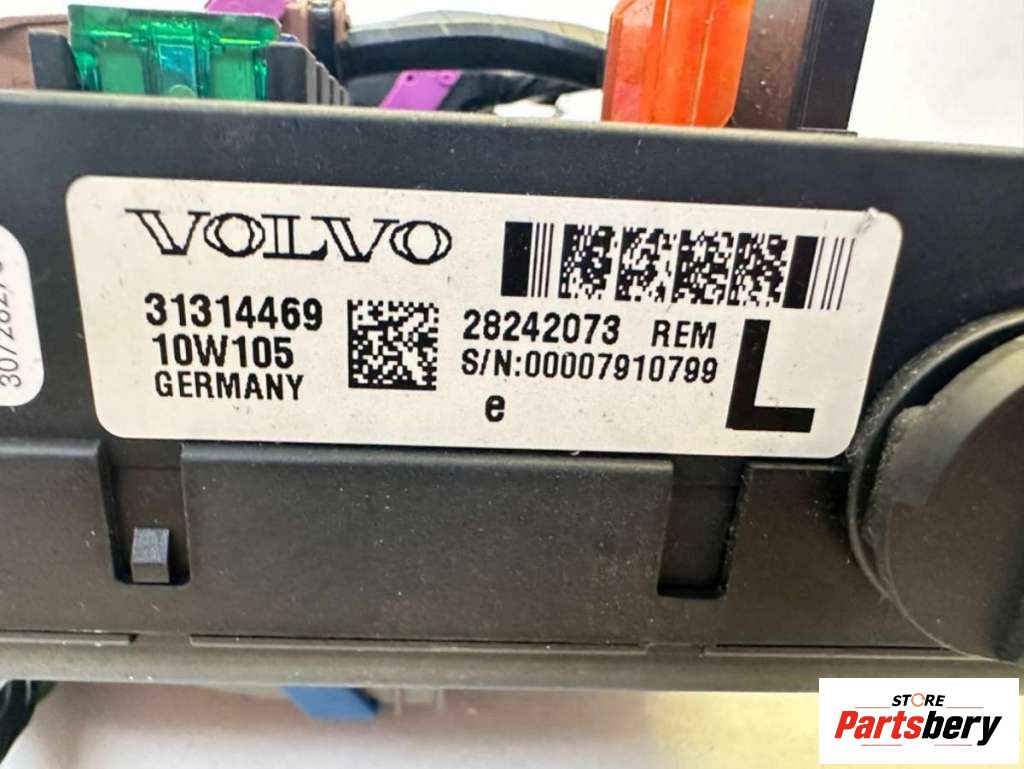 VOLVO
31314469
10W105
GERMANY
28242073 REM
S/N:00007910799
L
e
STORE
Partsbery